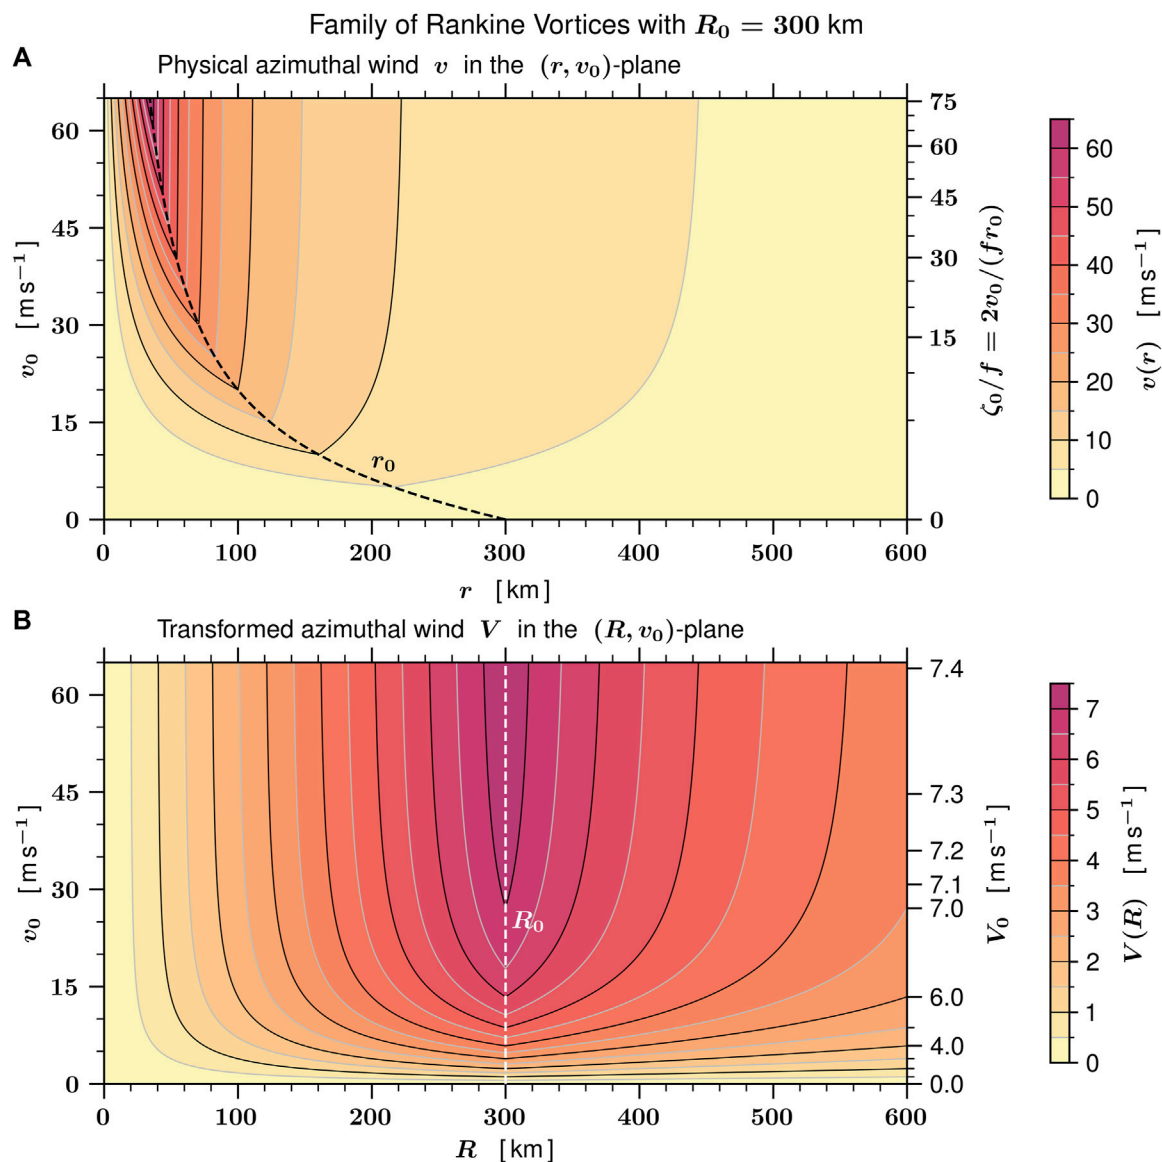 Family of Rankine Vortices with R₀ = 300 km
A
Physical azimuthal wind v in the (r, v₀)-plane
60
45
30
15
0
v₀ [m s⁻¹]
0 100 200 300 400 500 600
r [km]
r₀
75
60
45
30
15
0
ζ₀/f = 2v₀/(fr₀)
60
50
40
30
20
10
0
v(r) [m s⁻¹]
B
Transformed azimuthal wind V in the (R, v₀)-plane
60
45
30
15
0
v₀ [m s⁻¹]
0 100 200 300 400 500 600
R [km]
R₀
7.4
7.3
7.2
7.1
7.0
6.0
4.0
0.0
V₀ [m s⁻¹]
7
6
5
4
3
2
1
0
V(R) [m s⁻¹]